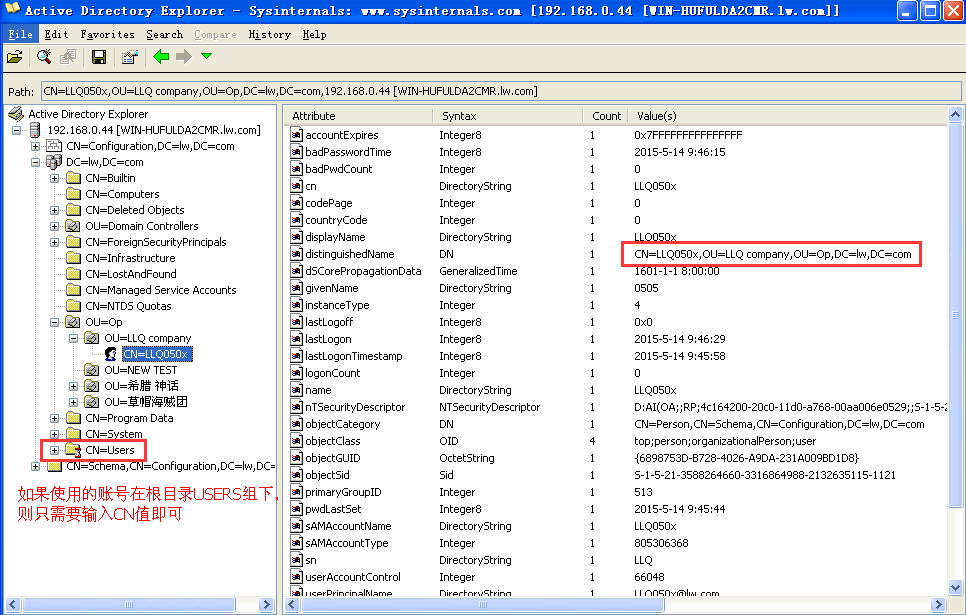 Active Directory Explorer - Sysinternals: www.sysinternals.com [192.168.0.44 [WIN-HUFULDA2CMR.lw.com]]
File Edit Favorites Search Compare History Help
Path: CN=LLQ050x,OU=LLQ company,OU=Op,DC=lw,DC=com,192.168.0.44 [WIN-HUFULDA2CMR.lw.com]
Active Directory Explorer
192.168.0.44 [WIN-HUFULDA2CMR.lw.com]
CN=Configuration,DC=lw,DC=com
DC=lw,DC=com
CN=Builtin
CN=Computers
CN=Deleted Objects
OU=Domain Controllers
CN=ForeignSecurityPrincipals
CN=Infrastructure
CN=LostAndFound
CN=Managed Service Accounts
CN=NTDS Quotas
OU=Op
OU=LLQ company
CN=LLQ050x
OU=NEW TEST
OU=希腊 神话
OU=草帽海贼团
CN=Program Data
CN=System
CN=Users
CN=Schema,CN=Configuration,DC=lw,DC=
如果使用的账号在根目录USERS组下,
则只需要输入CN值即可
Attribute Syntax Count Value(s)
accountExpires Integer8 1 0x7FFFFFFFFFFFFFFF
badPasswordTime Integer8 1 2015-5-14 9:46:15
badPwdCount Integer 1 0
cn DirectoryString 1 LLQ050x
codePage Integer 1 0
countryCode Integer 1 0
displayName DirectoryString 1 LLQ050x
distinguishedName DN 1 CN=LLQ050x,OU=LLQ company,OU=Op,DC=lw,DC=com
dSCorePropagationData GeneralizedTime 1 1601-1-1 8:00:00
givenName DirectoryString 1 0505
instanceType Integer 1 4
lastLogoff Integer8 1 0x0
lastLogon Integer8 1 2015-5-14 9:46:29
lastLogonTimestamp Integer8 1 2015-5-14 9:45:58
logonCount Integer 1 0
name DirectoryString 1 LLQ050x
nTSecurityDescriptor NTSecurityDescriptor 1 D:AI(OA;;RP;4c164200-20c0-11d0-a768-00aa006e0529;;S-1-5-2
objectCategory DN 1 CN=Person,CN=Schema,CN=Configuration,DC=lw,DC=com
objectClass OID 4 top;person;organizationalPerson;user
objectGUID OctetString 1 {6898753D-B728-4026-A9DA-231A009BD1D8}
objectSid Sid 1 S-1-5-21-3588264660-3316864988-2132635115-1121
primaryGroupID Integer 1 513
pwdLastSet Integer8 1 2015-5-14 9:45:44
sAMAccountName DirectoryString 1 LLQ050x
sAMAccountType Integer 1 805306368
sn DirectoryString 1 LLQ
userAccountControl Integer 1 66048
userPrincipalName DirectoryString 1 LLQ050x@lw.com